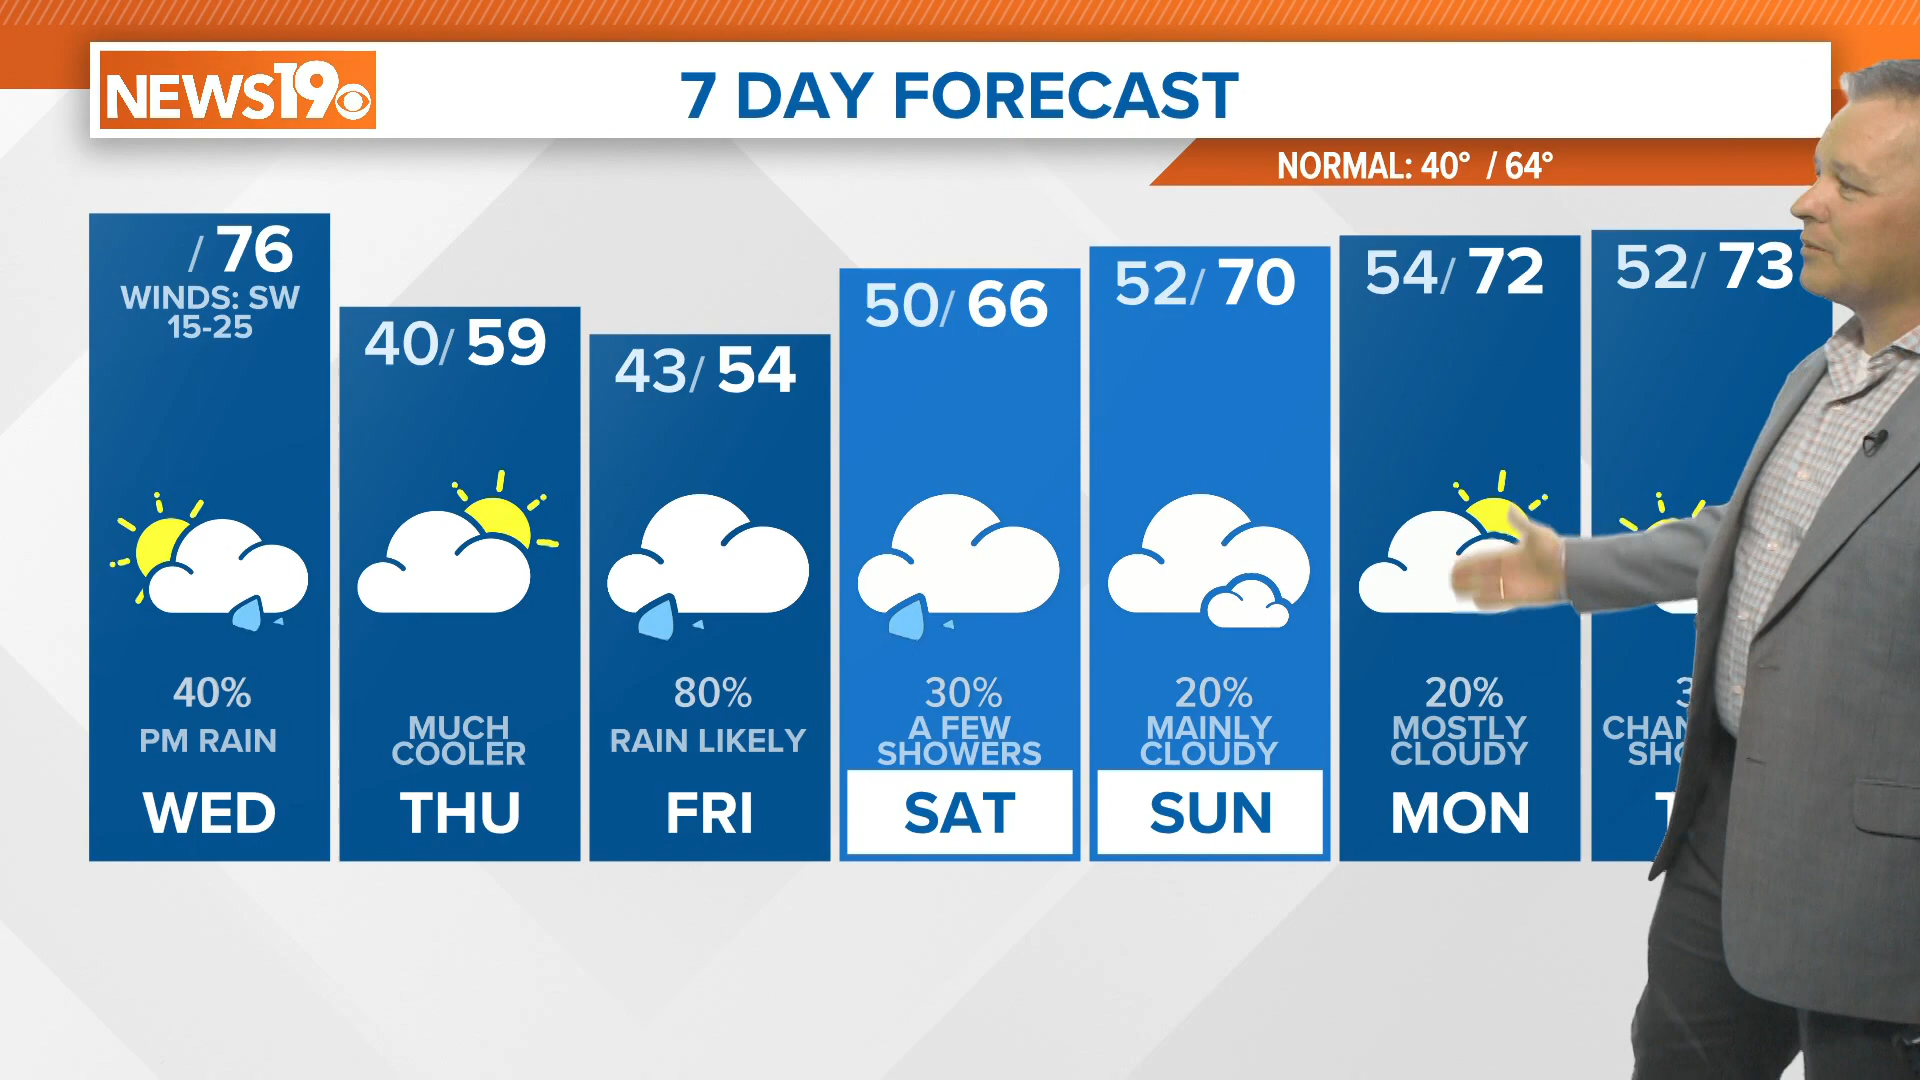 NEWS19
7 DAY FORECAST
NORMAL: 40° / 64°
/ 76
WINDS: SW
15-25
40%
PM RAIN
WED
40/ 59
MUCH
COOLER
THU
43/ 54
80%
RAIN LIKELY
FRI
50/ 66
30%
A FEW
SHOWERS
SAT
52/ 70
20%
MAINLY
CLOUDY
SUN
54/ 72
20%
MOSTLY
CLOUDY
MON
52/ 73